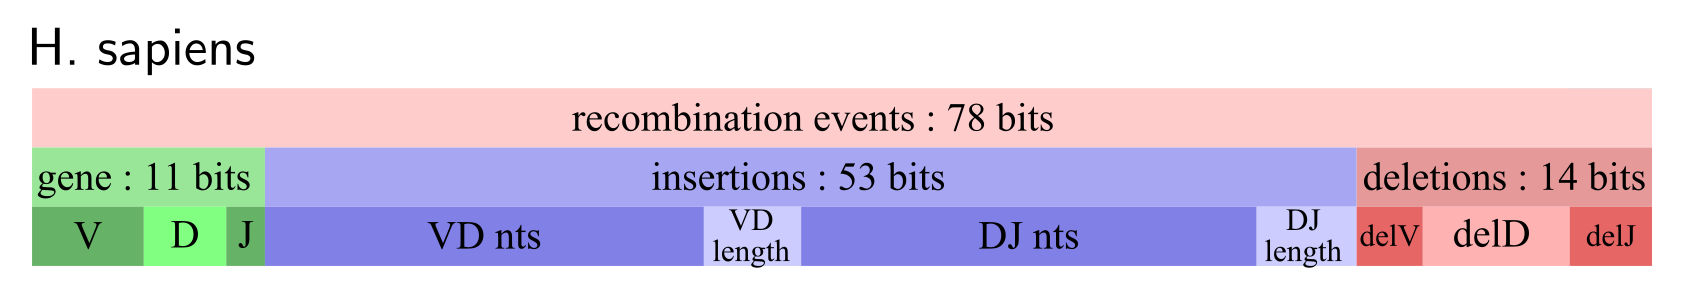 H. sapiens
recombination events : 78 bits
gene : 11 bits
insertions : 53 bits
deletions : 14 bits
V
D
J
VD nts
VD
length
DJ nts
DJ
length
delV
delD
delJ